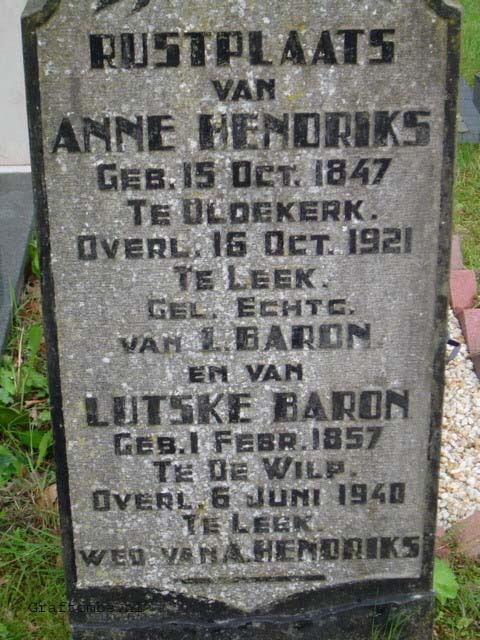 RUSTPLAATS
VAN
ANNE HENDRIKS
GEB. 15 OCT. 1847
TE OLDEKERK.
OVERL. 16 OCT. 1921
TE LEEK.
GEL. ECHTG.
VAN L. BARON.
EN VAN
LUTSKE BARON
GEB. 1 FEBR. 1857
TE DE WILP.
OVERL. 6 JUNI 1940
TE LEEK.
WED. VAN A. HENDRIKS
Graftombe.nl